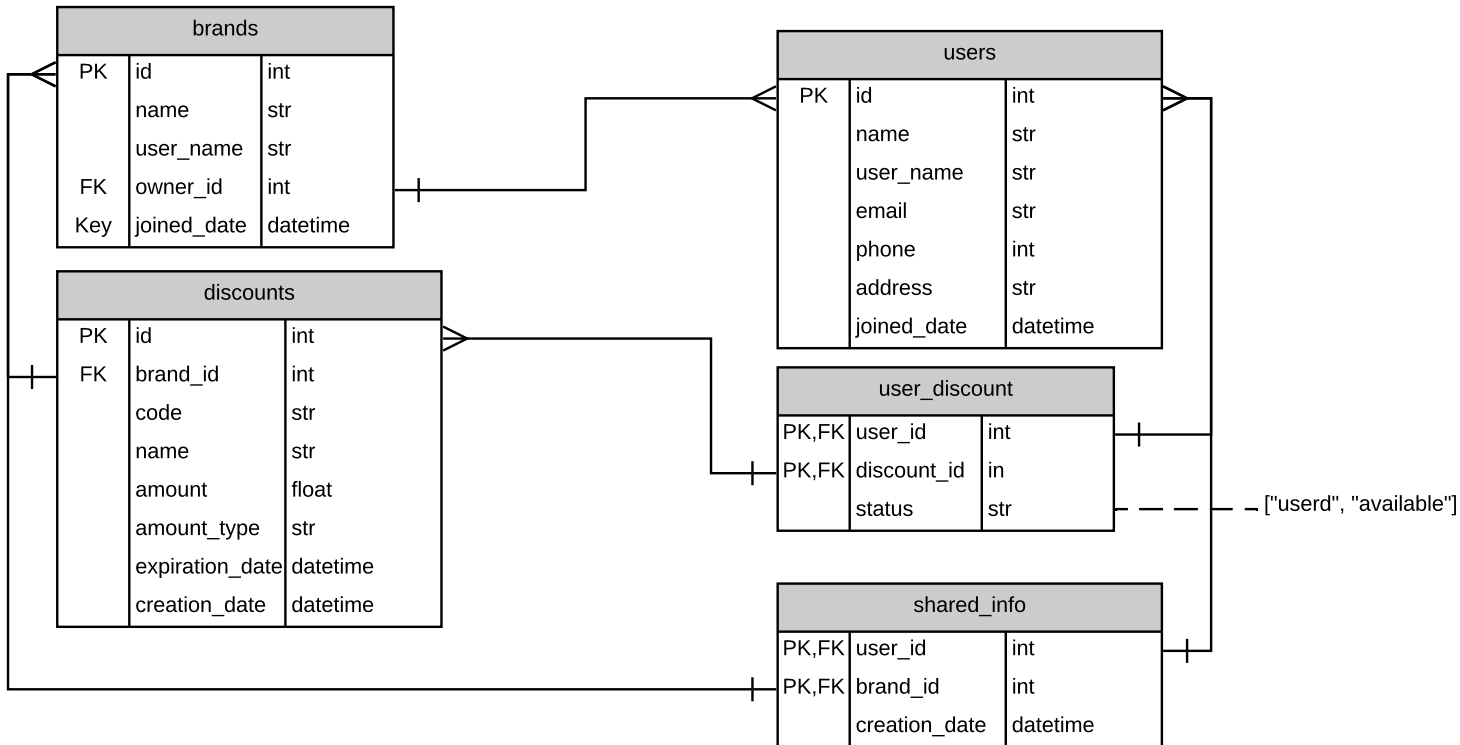 brands
PK id int
name str
user_name str
FK owner_id int
Key joined_date datetime
users
PK id int
name str
user_name str
email str
phone int
address str
joined_date datetime
discounts
PK id int
FK brand_id int
code str
name str
amount float
amount_type str
expiration_date datetime
creation_date datetime
user_discount
PK,FK user_id int
PK,FK discount_id in
status str
["userd", "available"]
shared_info
PK,FK user_id int
PK,FK brand_id int
creation_date datetime